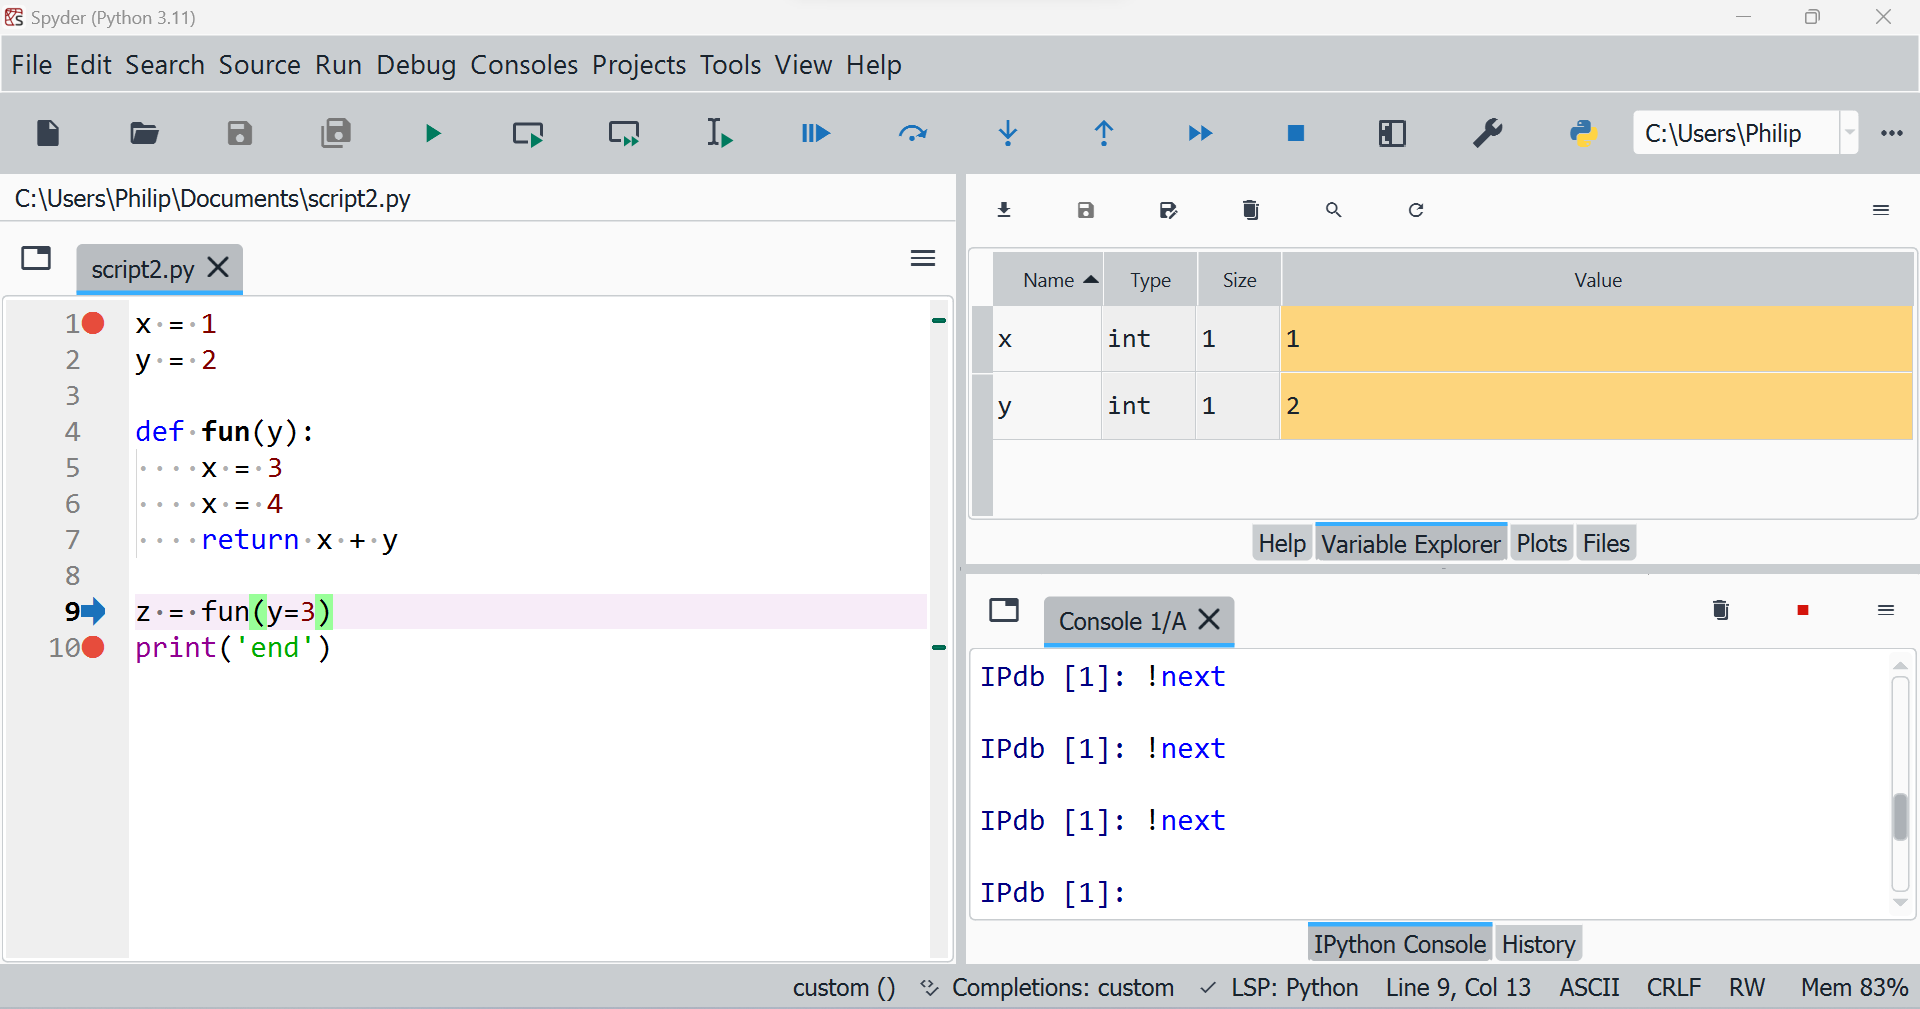 Spyder (Python 3.11)
File Edit Search Source Run Debug Consoles Projects Tools View Help
C:\Users\Philip
C:\Users\Philip\Documents\script2.py
script2.py
1 x = 1
2 y = 2
3
4 def fun(y):
5     x = 3
6     x = 4
7     return x + y
8
9 z = fun(y=3)
10 print('end')
Name Type Size Value
x int 1 1
y int 1 2
Help Variable Explorer Plots Files
Console 1/A
IPdb [1]: !next
IPdb [1]: !next
IPdb [1]: !next
IPdb [1]:
IPython Console History
custom () Completions: custom LSP: Python Line 9, Col 13 ASCII CRLF RW Mem 83%